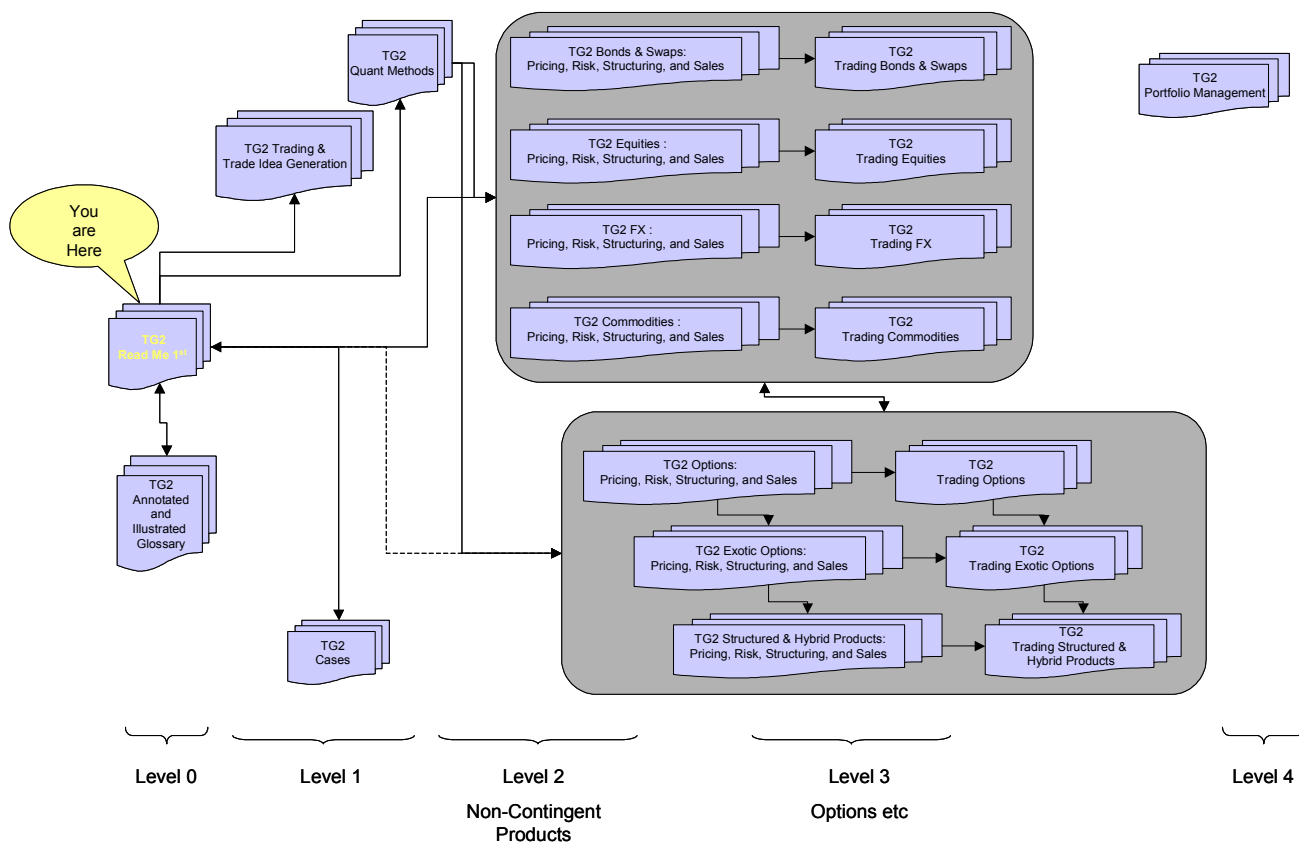 TG2
Quant Methods
TG2 Bonds & Swaps:
Pricing, Risk, Structuring, and Sales
TG2
Trading Bonds & Swaps
TG2
Portfolio Management
TG2 Trading &
Trade Idea Generation
TG2 Equities :
Pricing, Risk, Structuring, and Sales
TG2
Trading Equities
You
are
Here
TG2 FX :
Pricing, Risk, Structuring, and Sales
TG2
Trading FX
TG2
Read Me 1st
TG2 Commodities :
Pricing, Risk, Structuring, and Sales
TG2
Trading Commodities
TG2
Annotated
and
Illustrated
Glossary
TG2 Options:
Pricing, Risk, Structuring, and Sales
TG2
Trading Options
TG2 Exotic Options:
Pricing, Risk, Structuring, and Sales
TG2
Trading Exotic Options
TG2
Cases
TG2 Structured & Hybrid Products:
Pricing, Risk, Structuring, and Sales
TG2
Trading Structured &
Hybrid Products
Level 0
Level 1
Level 2
Non-Contingent
Products
Level 3
Options etc
Level 4